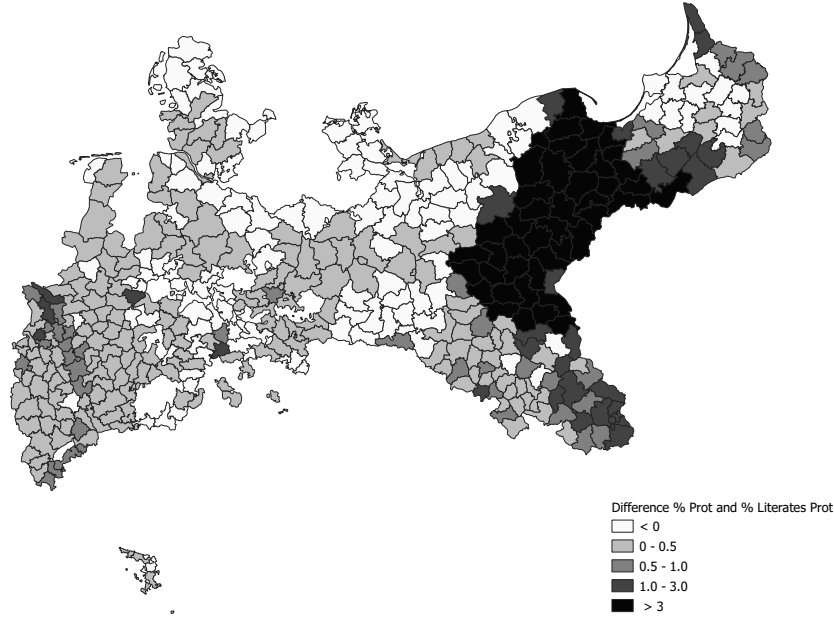 Difference % Prot and % Literates Prot
< 0
0 - 0.5
0.5 - 1.0
1.0 - 3.0
> 3